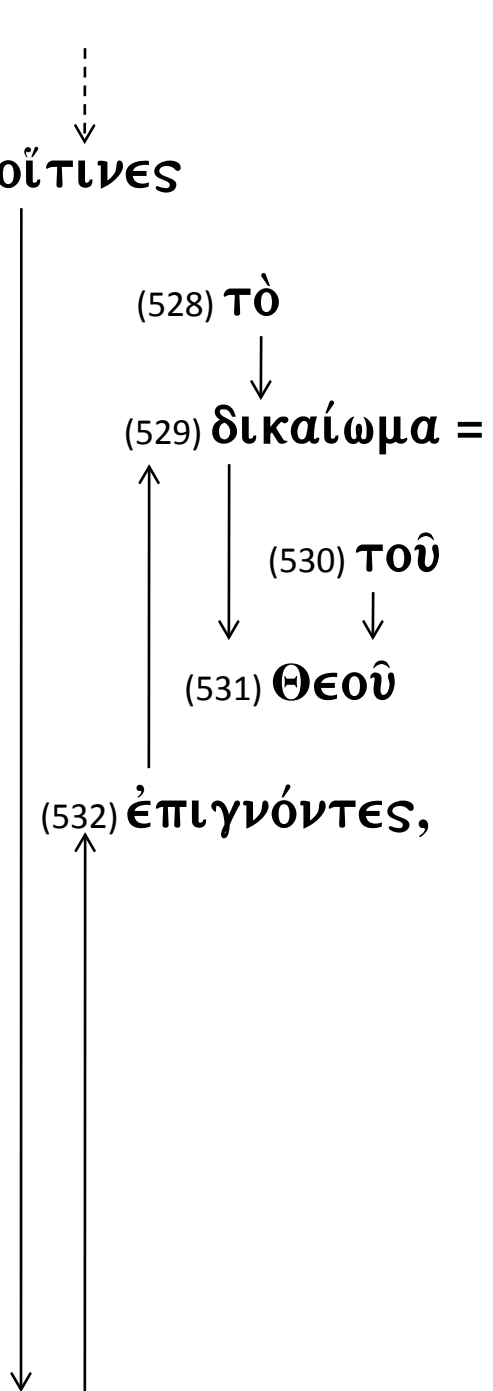 οἵτινες
(528) τὸ
(529) δικαίωμα =
(530) τοῦ
(531) Θεοῦ
(532) ἐπιγνόντες,